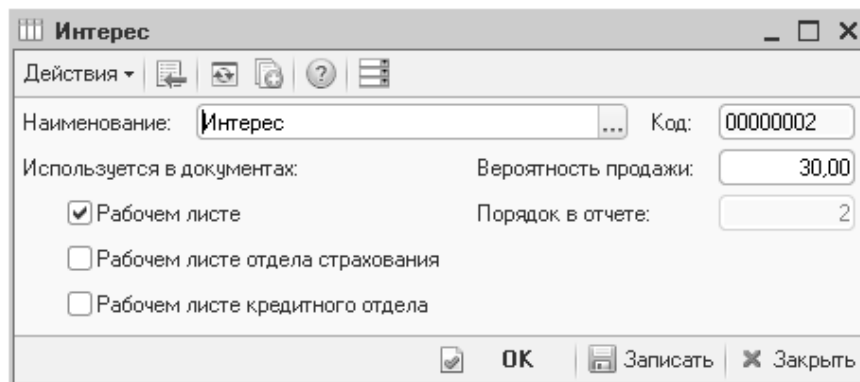 Интерес
Действия
Наименование: Интерес ... Код: 00000002
Используется в документах: Вероятность продажи: 30,00
Рабочем листе Порядок в отчете: 2
Рабочем листе отдела страхования
Рабочем листе кредитного отдела
OK Записать Закрыть